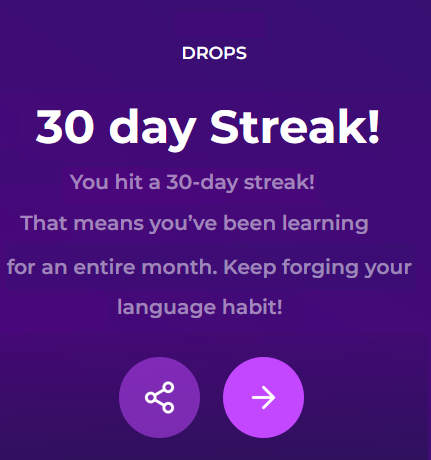 DROPS
30 day Streak!
You hit a 30-day streak!
That means you’ve been learning
for an entire month. Keep forging your
language habit!